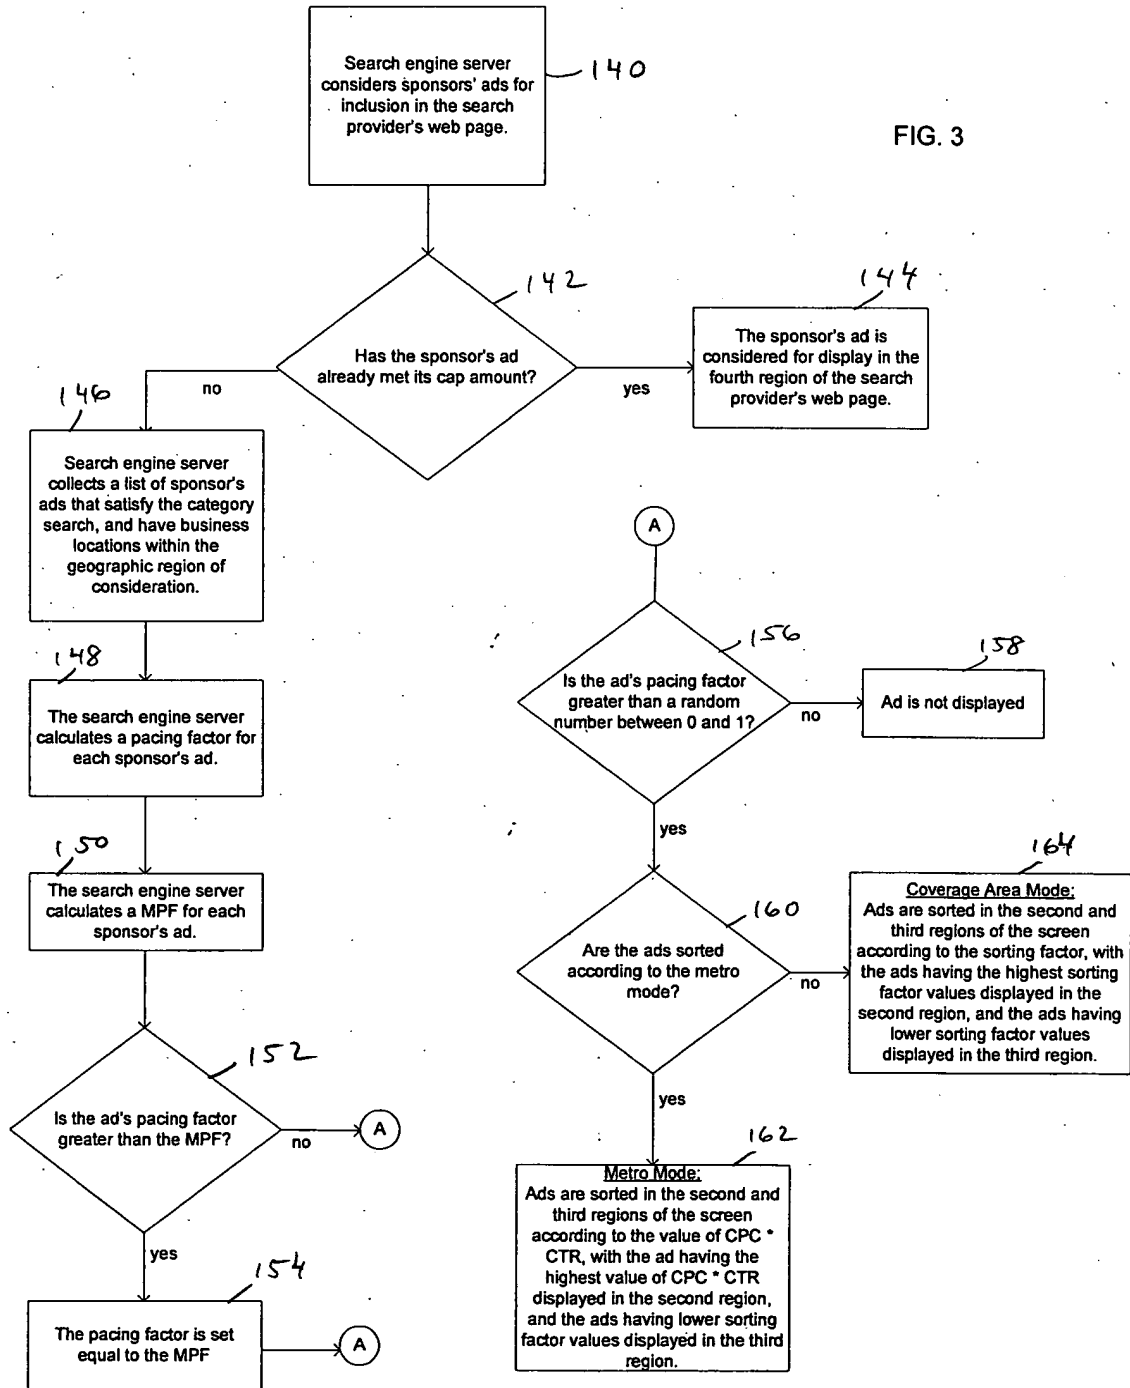 Search engine server
considers sponsors' ads for
inclusion in the search
provider's web page.
140
FIG. 3
142
Has the sponsor's ad
already met its cap amount?
no
yes
144
The sponsor's ad is
considered for display in the
fourth region of the search
provider's web page.
146
Search engine server
collects a list of sponsor's
ads that satisfy the category
search, and have business
locations within the
geographic region of
consideration.
148
The search engine server
calculates a pacing factor for
each sponsor's ad.
150
The search engine server
calculates a MPF for each
sponsor's ad.
152
Is the ad's pacing factor
greater than the MPF?
no
A
yes
154
The pacing factor is set
equal to the MPF
A
A
156
Is the ad's pacing factor
greater than a random
number between 0 and 1?
no
158
Ad is not displayed
yes
160
Are the ads sorted
according to the metro
mode?
no
164
Coverage Area Mode:
Ads are sorted in the second and
third regions of the screen
according to the sorting factor, with
the ads having the highest sorting
factor values displayed in the
second region, and the ads having
lower sorting factor values
displayed in the third region.
yes
162
Metro Mode:
Ads are sorted in the second and
third regions of the screen
according to the value of CPC *
CTR, with the ad having the
highest value of CPC * CTR
displayed in the second region,
and the ads having lower sorting
factor values displayed in the third
region.